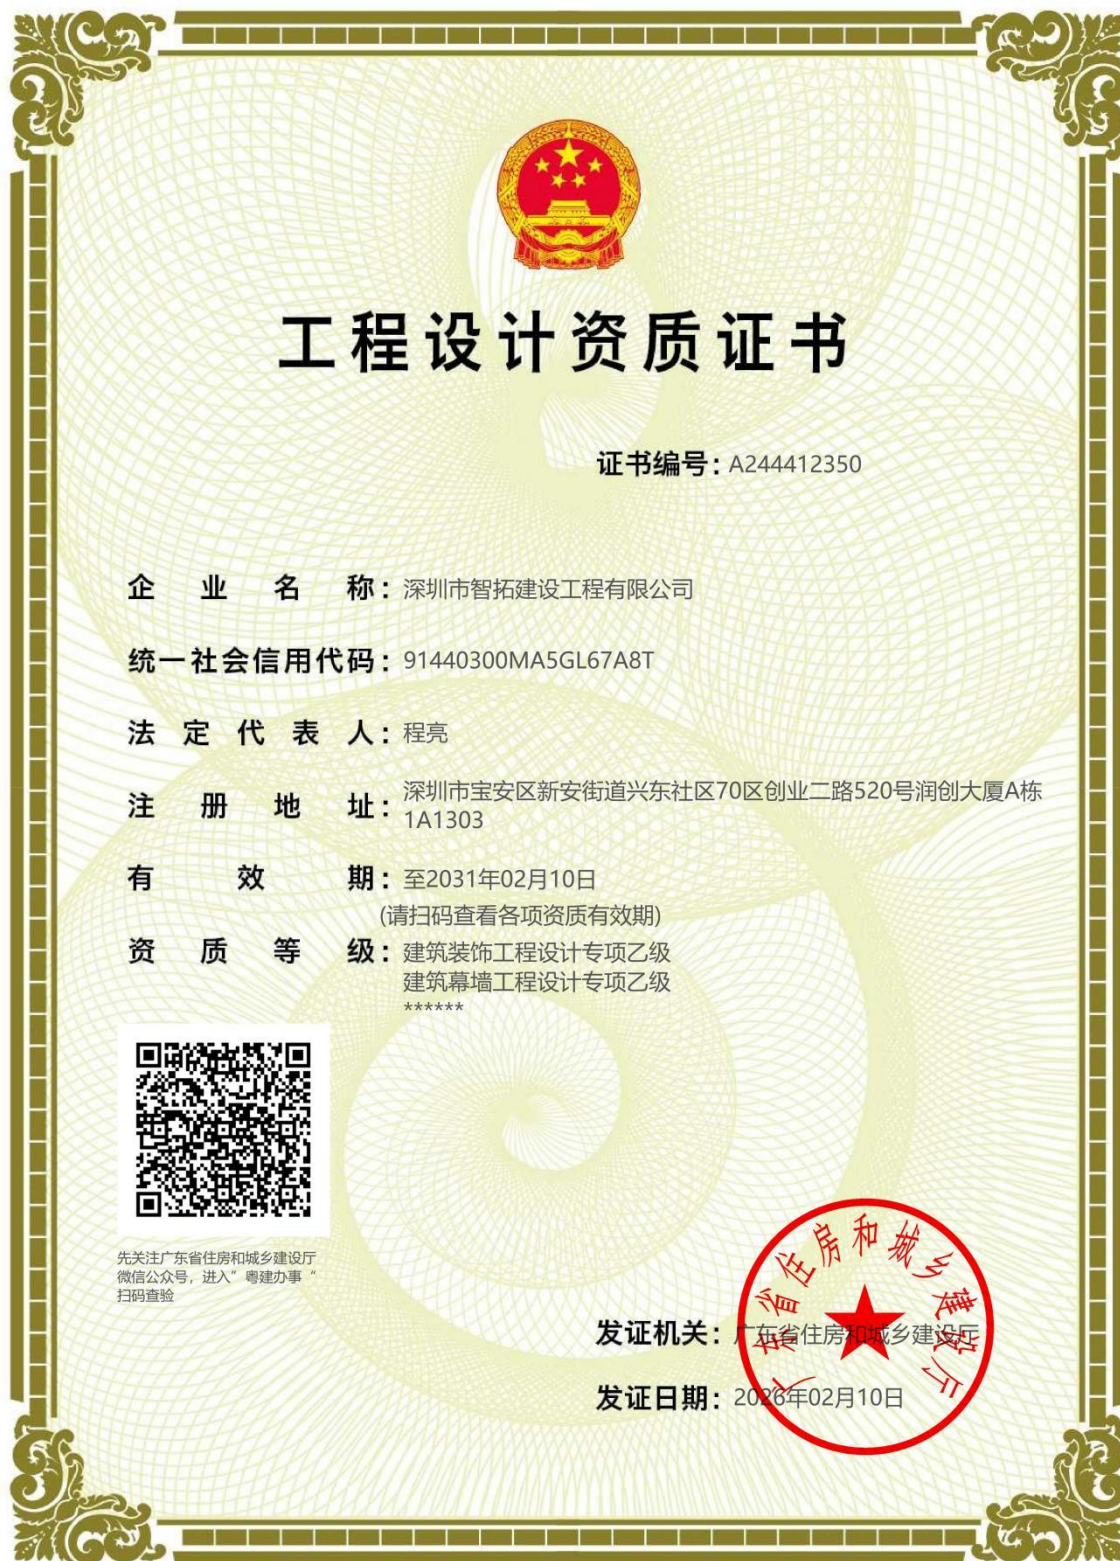 工程设计资质证书
证书编号：A244412350
企业名称：深圳市智拓建设工程有限公司
统一社会信用代码：91440300MA5GL67A8T
法定代表人：程亮
注册地址：深圳市宝安区新安街道兴东社区70区创业二路520号润创大厦A栋
1A1303
有效期：至2031年02月10日
(请扫码查看各项资质有效期)
资质等级：建筑装饰工程设计专项乙级
建筑幕墙工程设计专项乙级
******
先关注广东省住房和城乡建设厅
微信公众号，进入”粤建办事“
扫码查验
广东省住房和城乡建设厅
发证机关：广东省住房和城乡建设厅
发证日期：2026年02月10日